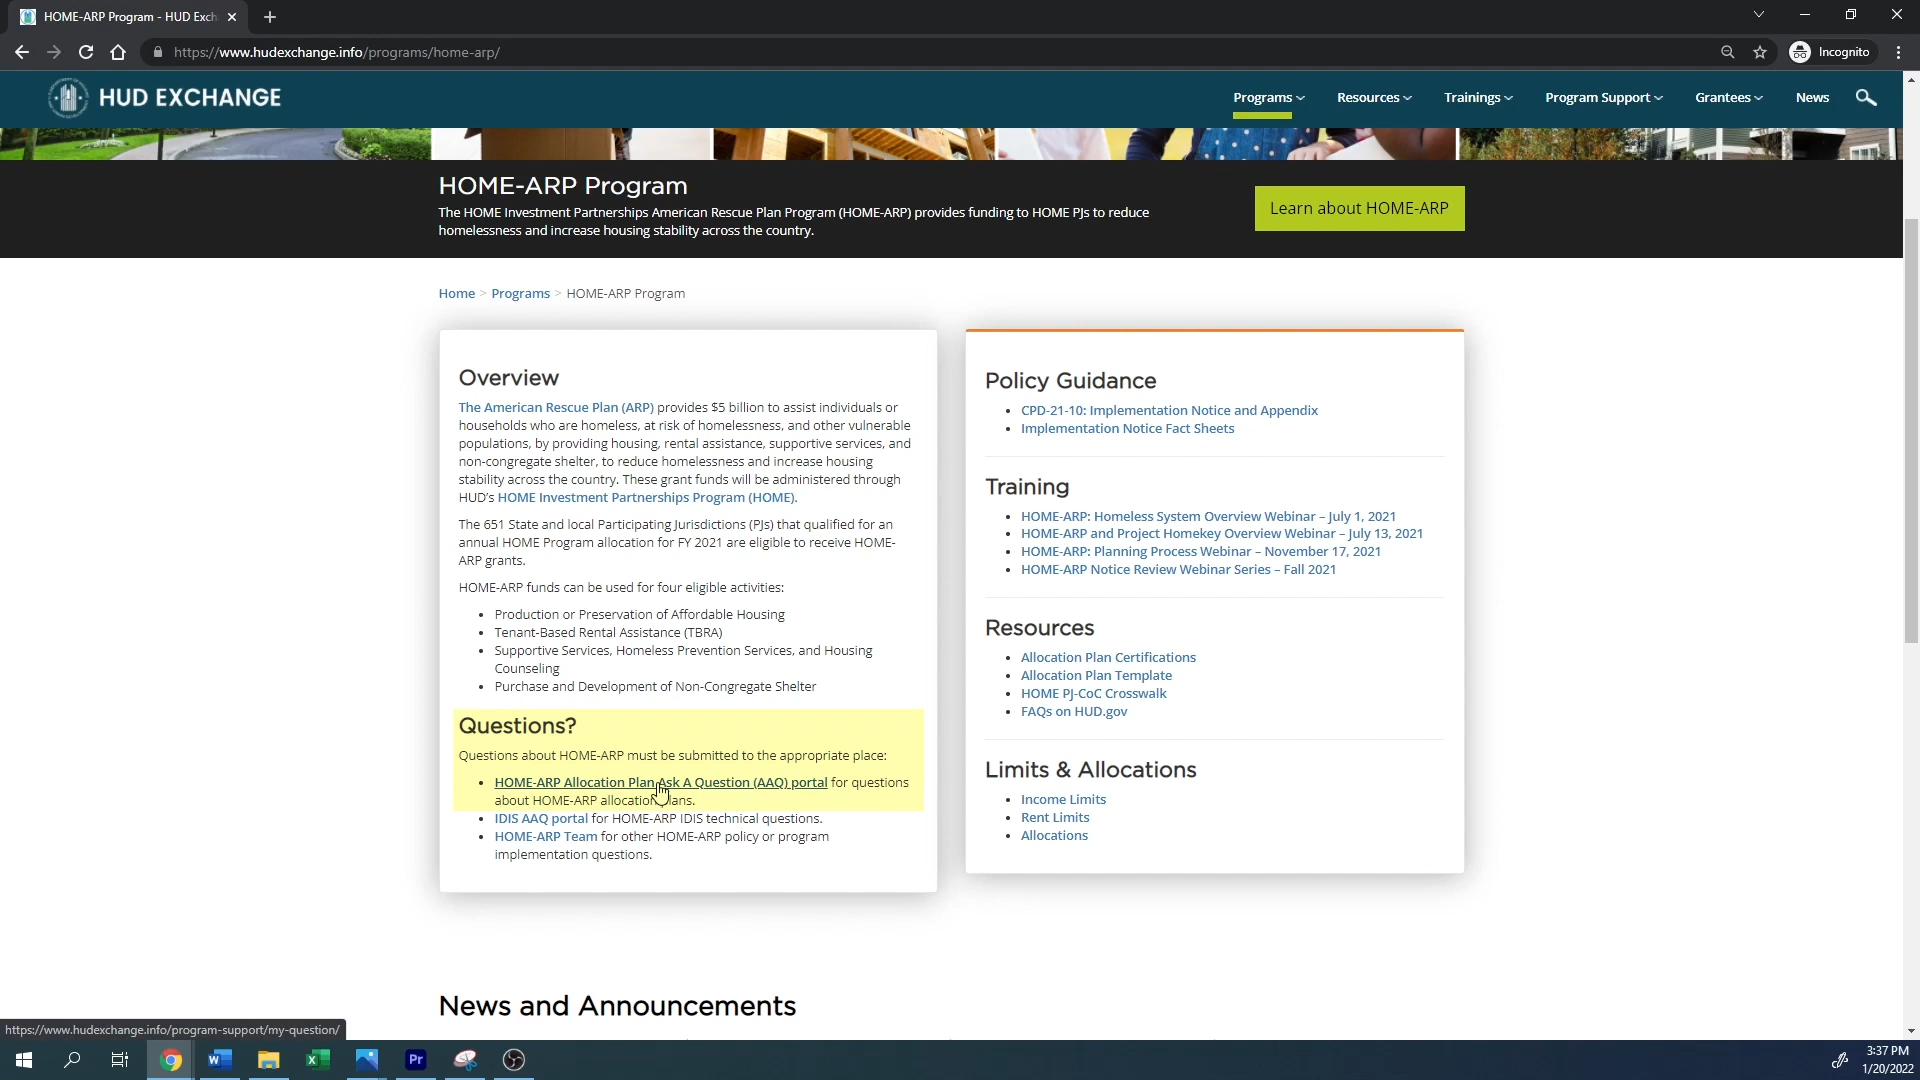 HOME-ARP Program - HUD Exch
https://www.hudexchange.info/programs/home-arp/
Incognito
HUD EXCHANGE
Programs
Resources
Trainings
Program Support
Grantees
News
HOME-ARP Program
The HOME Investment Partnerships American Rescue Plan Program (HOME-ARP) provides funding to HOME PJs to reduce
homelessness and increase housing stability across the country.
Learn about HOME-ARP
Home > Programs > HOME-ARP Program
Overview
The American Rescue Plan (ARP) provides $5 billion to assist individuals or
households who are homeless, at risk of homelessness, and other vulnerable
populations, by providing housing, rental assistance, supportive services, and
non-congregate shelter, to reduce homelessness and increase housing
stability across the country. These grant funds will be administered through
HUD's HOME Investment Partnerships Program (HOME).
The 651 State and local Participating Jurisdictions (PJs) that qualified for an
annual HOME Program allocation for FY 2021 are eligible to receive HOME-
ARP grants.
HOME-ARP funds can be used for four eligible activities:
• Production or Preservation of Affordable Housing
• Tenant-Based Rental Assistance (TBRA)
• Supportive Services, Homeless Prevention Services, and Housing
Counseling
• Purchase and Development of Non-Congregate Shelter
Questions?
Questions about HOME-ARP must be submitted to the appropriate place:
• HOME-ARP Allocation Plan Ask A Question (AAQ) portal for questions
about HOME-ARP allocation plans.
• IDIS AAQ portal for HOME-ARP IDIS technical questions.
• HOME-ARP Team for other HOME-ARP policy or program
implementation questions.
Policy Guidance
• CPD-21-10: Implementation Notice and Appendix
• Implementation Notice Fact Sheets
Training
• HOME-ARP: Homeless System Overview Webinar – July 1, 2021
• HOME-ARP and Project Homekey Overview Webinar – July 13, 2021
• HOME-ARP: Planning Process Webinar – November 17, 2021
• HOME-ARP Notice Review Webinar Series – Fall 2021
Resources
• Allocation Plan Certifications
• Allocation Plan Template
• HOME PJ-CoC Crosswalk
• FAQs on HUD.gov
Limits & Allocations
• Income Limits
• Rent Limits
• Allocations
News and Announcements
https://www.hudexchange.info/program-support/my-question/
Pr
3:37 PM
1/20/2022